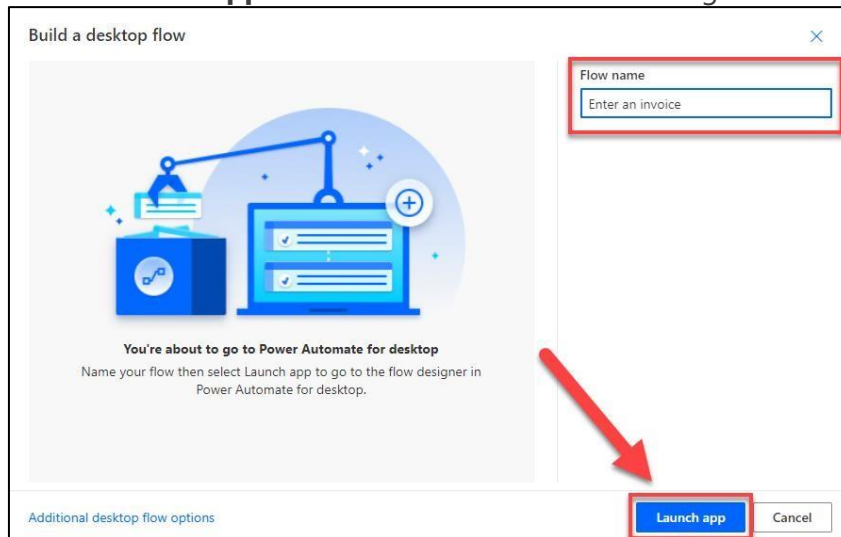 Build a desktop flow
Flow name
Enter an invoice
You're about to go to Power Automate for desktop
Name your flow then select Launch app to go to the flow designer in
Power Automate for desktop.
Additional desktop flow options
Launch app
Cancel